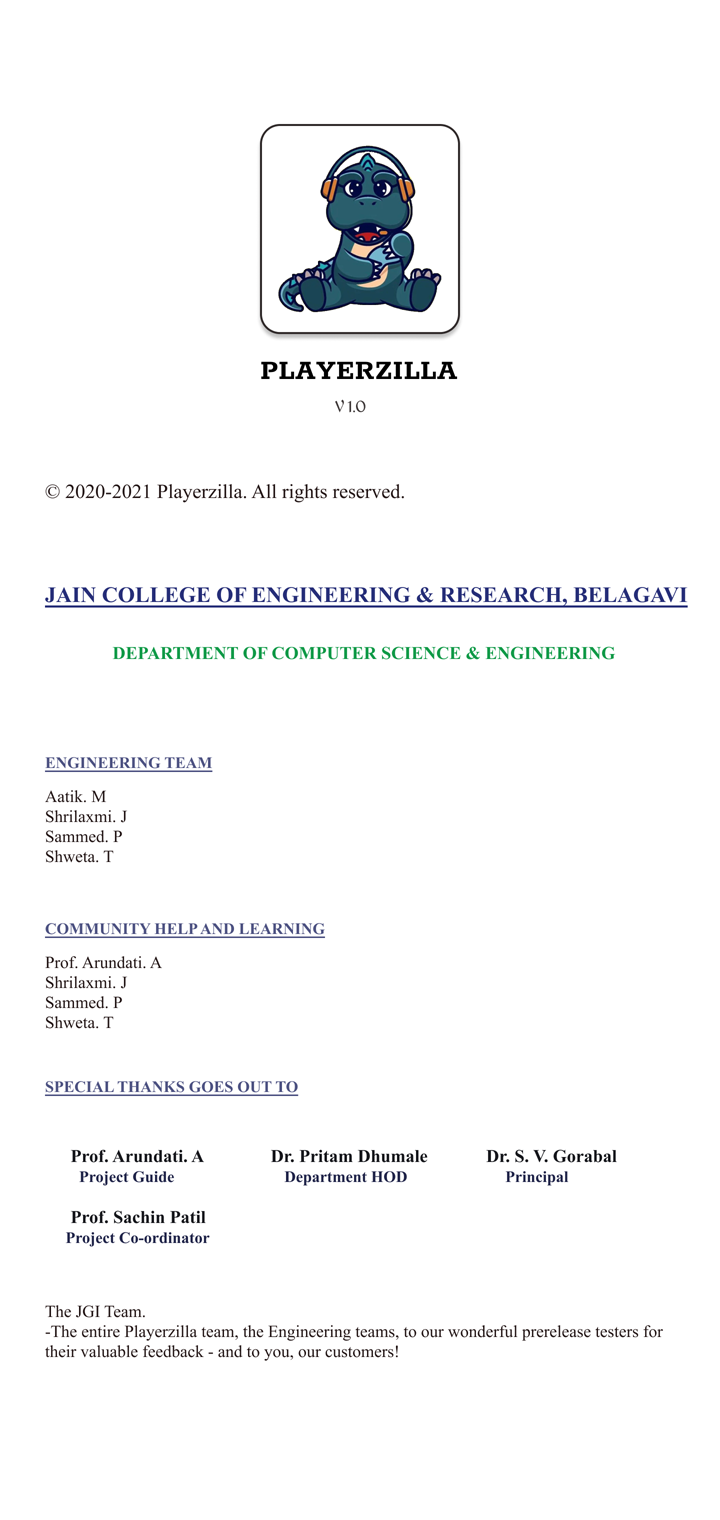 PLAYERZILLA
V 1.0
© 2020-2021 Playerzilla. All rights reserved.
JAIN COLLEGE OF ENGINEERING & RESEARCH, BELAGAVI
DEPARTMENT OF COMPUTER SCIENCE & ENGINEERING
ENGINEERING TEAM
Aatik. M
Shrilaxmi. J
Sammed. P
Shweta. T
COMMUNITY HELP AND LEARNING
Prof. Arundati. A
Shrilaxmi. J
Sammed. P
Shweta. T
SPECIAL THANKS GOES OUT TO
Prof. Arundati. A
Project Guide
Dr. Pritam Dhumale
Department HOD
Dr. S. V. Gorabal
Principal
Prof. Sachin Patil
Project Co-ordinator
The JGI Team.
-The entire Playerzilla team, the Engineering teams, to our wonderful prerelease testers for
their valuable feedback - and to you, our customers!